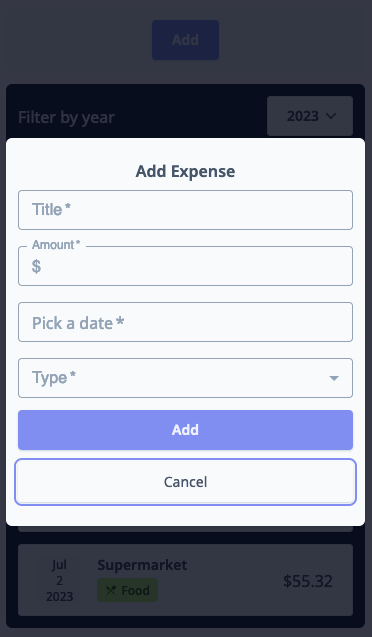 Add
Filter by year
2023
Add Expense
Title *
Amount *
$
Pick a date *
Type *
Add
Cancel
Jul
2
2023
Supermarket
Food
$55.32